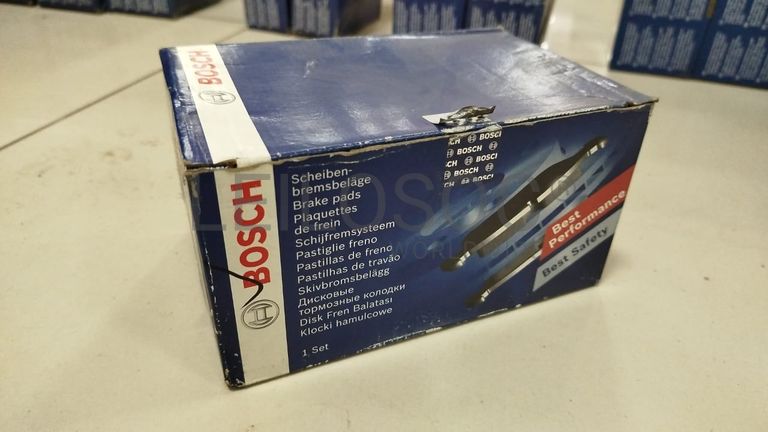 BOSCH
BOSCH
Scheiben-
bremsbeläge
Brake pads
Plaquettes
de frein
Schijfremsysteem
Pastiglie freno
Pastillas de freno
Pastilhas de travão
Skivbromsbelägg
Дисковые
тормозные колодки
Disk Fren Balatası
Klocki hamulcowe
1 Set
BOSCH
BOSCH
BOSCH
Best
Performance
Best Safety